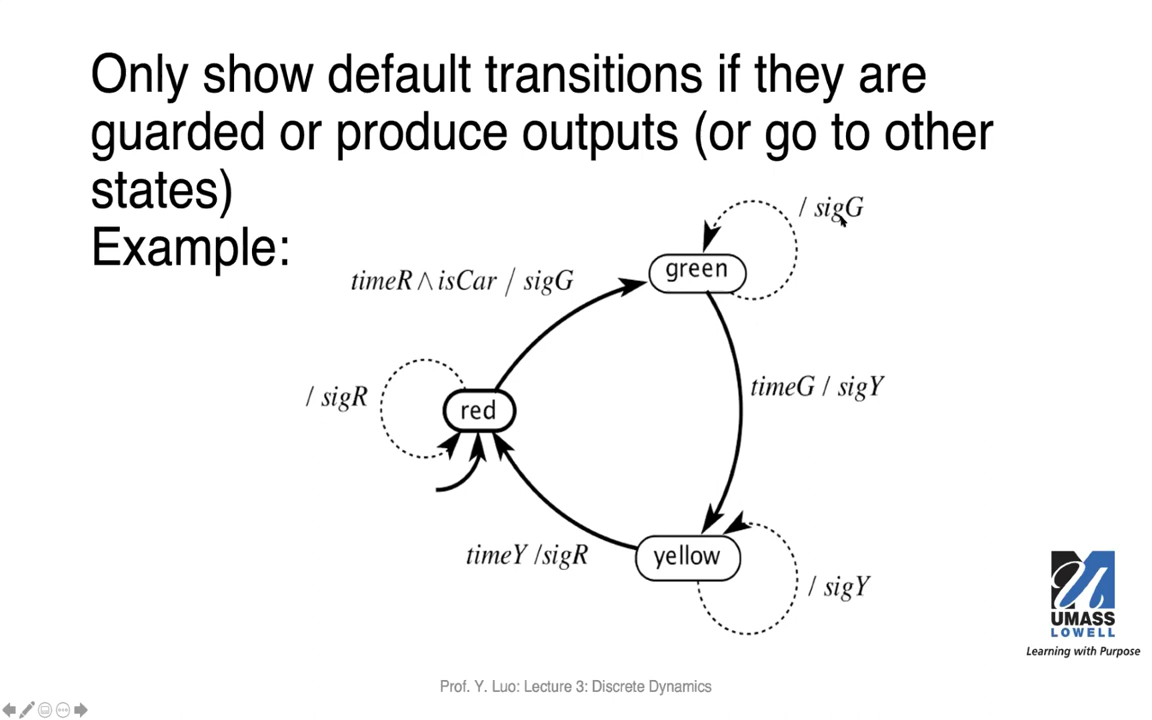 Only show default transitions if they are
guarded or produce outputs (or go to other
states)
Example:
/ sigG
green
timeR ∧ isCar / sigG
timeG / sigY
/ sigR
red
timeY /sigR
yellow
/ sigY
UMASS
LOWELL
Learning with Purpose
Prof. Y. Luo: Lecture 3: Discrete Dynamics